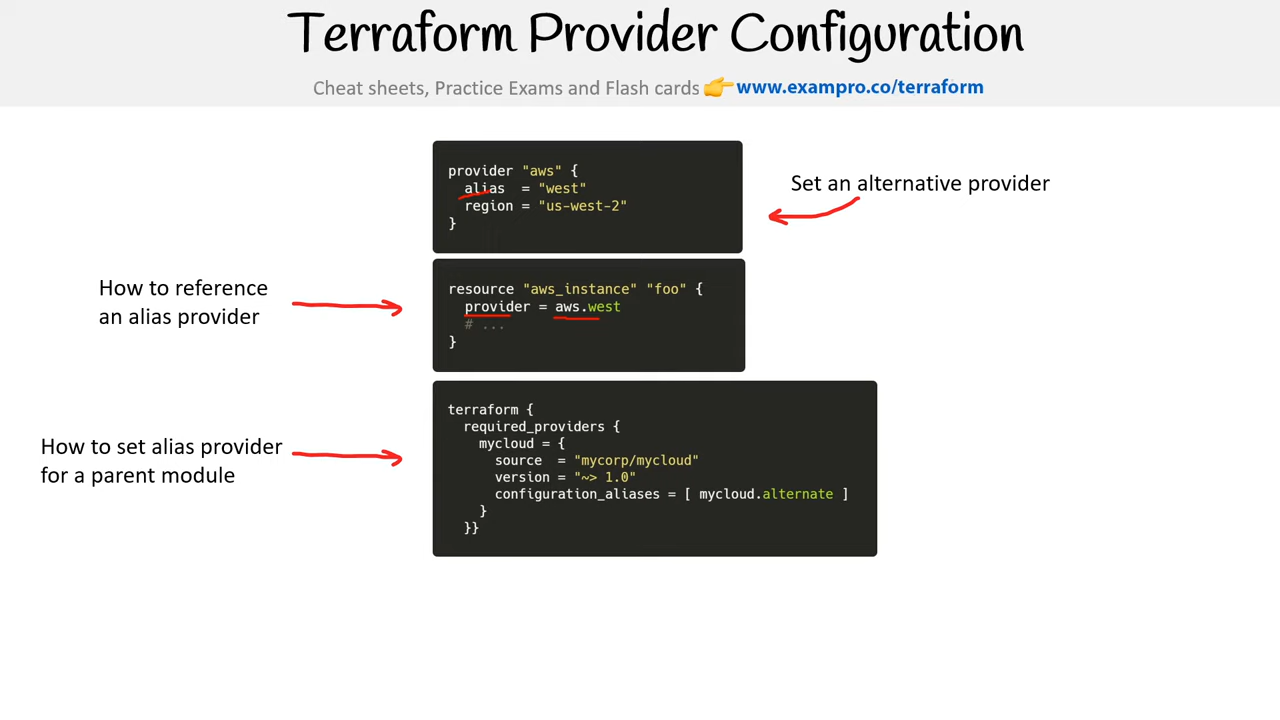 Terraform Provider Configuration
Cheat sheets, Practice Exams and Flash cards 👉 www.exampro.co/terraform
provider "aws" {
  alias  = "west"
  region = "us-west-2"
}
Set an alternative provider
How to reference
an alias provider
resource "aws_instance" "foo" {
  provider = aws.west
  # ...
}
How to set alias provider
for a parent module
terraform {
  required_providers {
    mycloud = {
      source  = "mycorp/mycloud"
      version = "~> 1.0"
      configuration_aliases = [ mycloud.alternate ]
    }
  }}